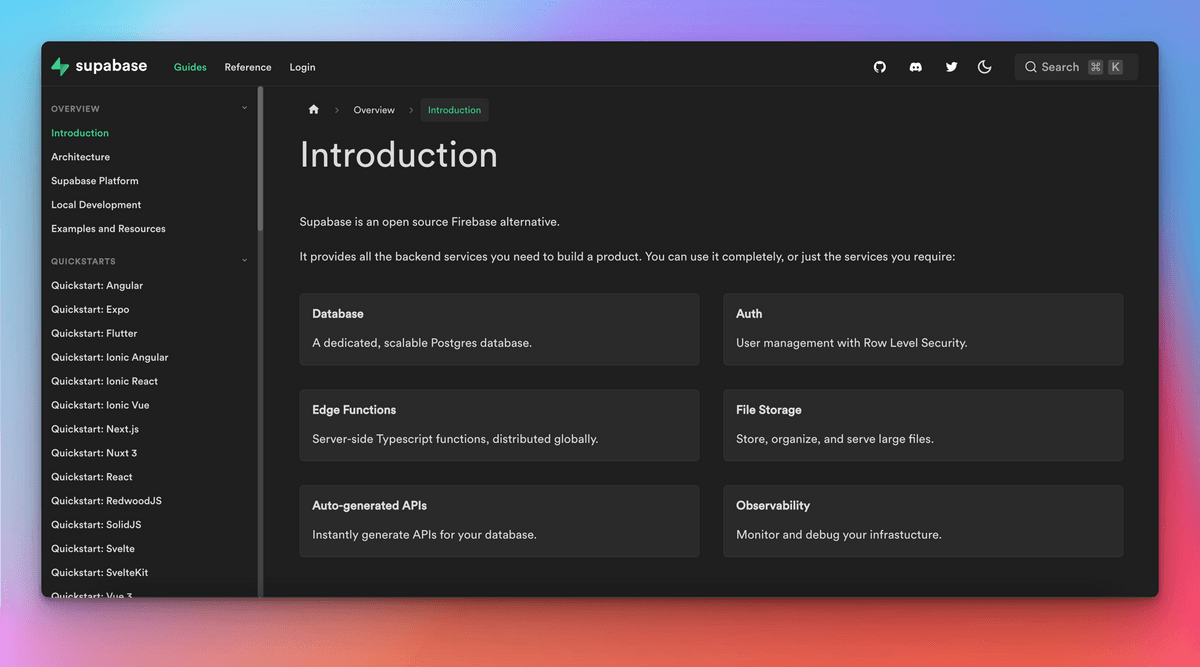 supabase
Guides Reference Login
Search ⌘ K
OVERVIEW
Introduction
Architecture
Supabase Platform
Local Development
Examples and Resources
QUICKSTARTS
Quickstart: Angular
Quickstart: Expo
Quickstart: Flutter
Quickstart: Ionic Angular
Quickstart: Ionic React
Quickstart: Ionic Vue
Quickstart: Next.js
Quickstart: Nuxt 3
Quickstart: React
Quickstart: RedwoodJS
Quickstart: SolidJS
Quickstart: Svelte
Quickstart: SvelteKit
Quickstart: Vue 3
Overview Introduction
Introduction
Supabase is an open source Firebase alternative.
It provides all the backend services you need to build a product. You can use it completely, or just the services you require:
Database
A dedicated, scalable Postgres database.
Auth
User management with Row Level Security.
Edge Functions
Server-side Typescript functions, distributed globally.
File Storage
Store, organize, and serve large files.
Auto-generated APIs
Instantly generate APIs for your database.
Observability
Monitor and debug your infrastucture.